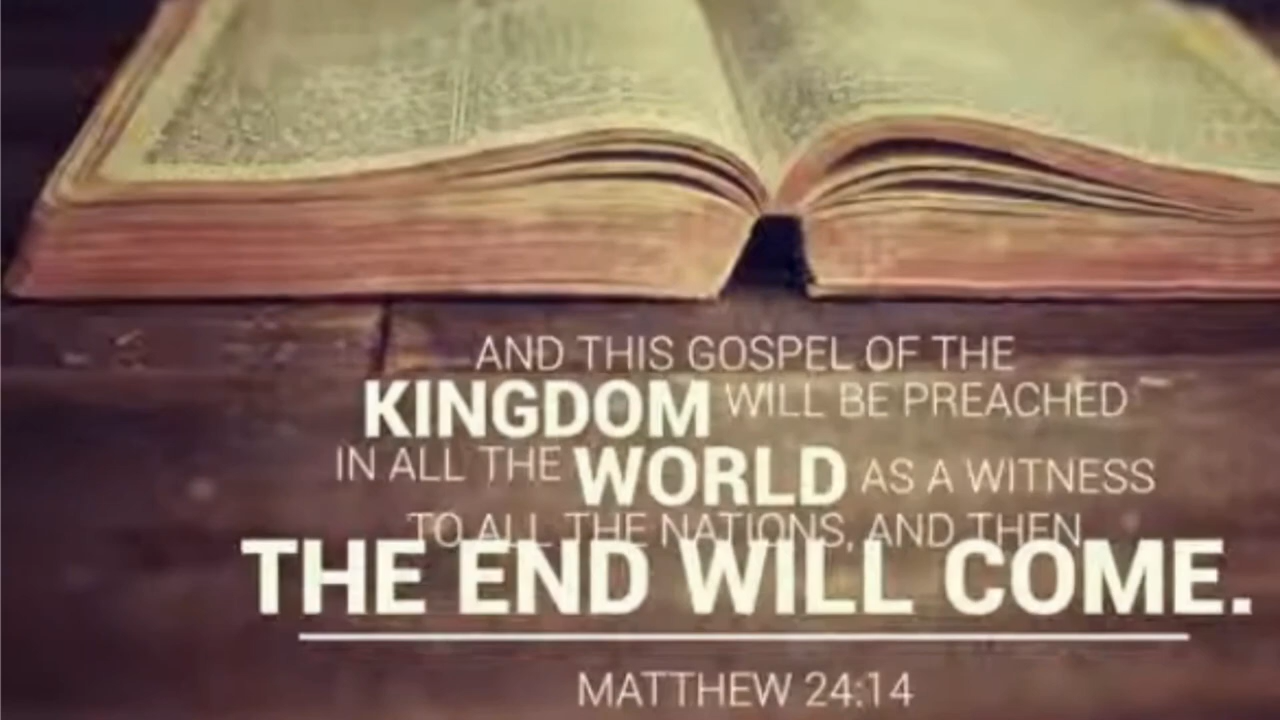 AND THIS GOSPEL OF THE
KINGDOM WILL BE PREACHED
IN ALL THE WORLD AS A WITNESS
TO ALL THE NATIONS, AND THEN
THE END WILL COME.
MATTHEW 24:14